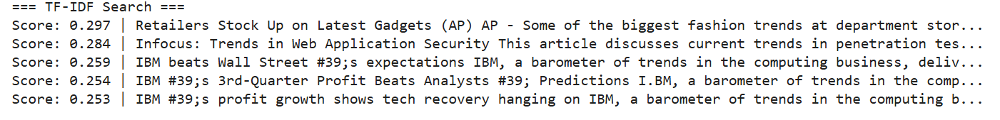 === TF-IDF Search ===
Score: 0.297 | Retailers Stock Up on Latest Gadgets (AP) AP - Some of the biggest fashion trends at department stor...
Score: 0.284 | Infocus: Trends in Web Application Security This article discusses current trends in penetration tes...
Score: 0.259 | IBM beats Wall Street #39;s expectations IBM, a barometer of trends in the computing business, deliv...
Score: 0.254 | IBM #39;s 3rd-Quarter Profit Beats Analysts #39; Predictions I.BM, a barometer of trends in the comp...
Score: 0.253 | IBM #39;s profit growth shows tech recovery hanging on IBM, a barometer of trends in the computing b...